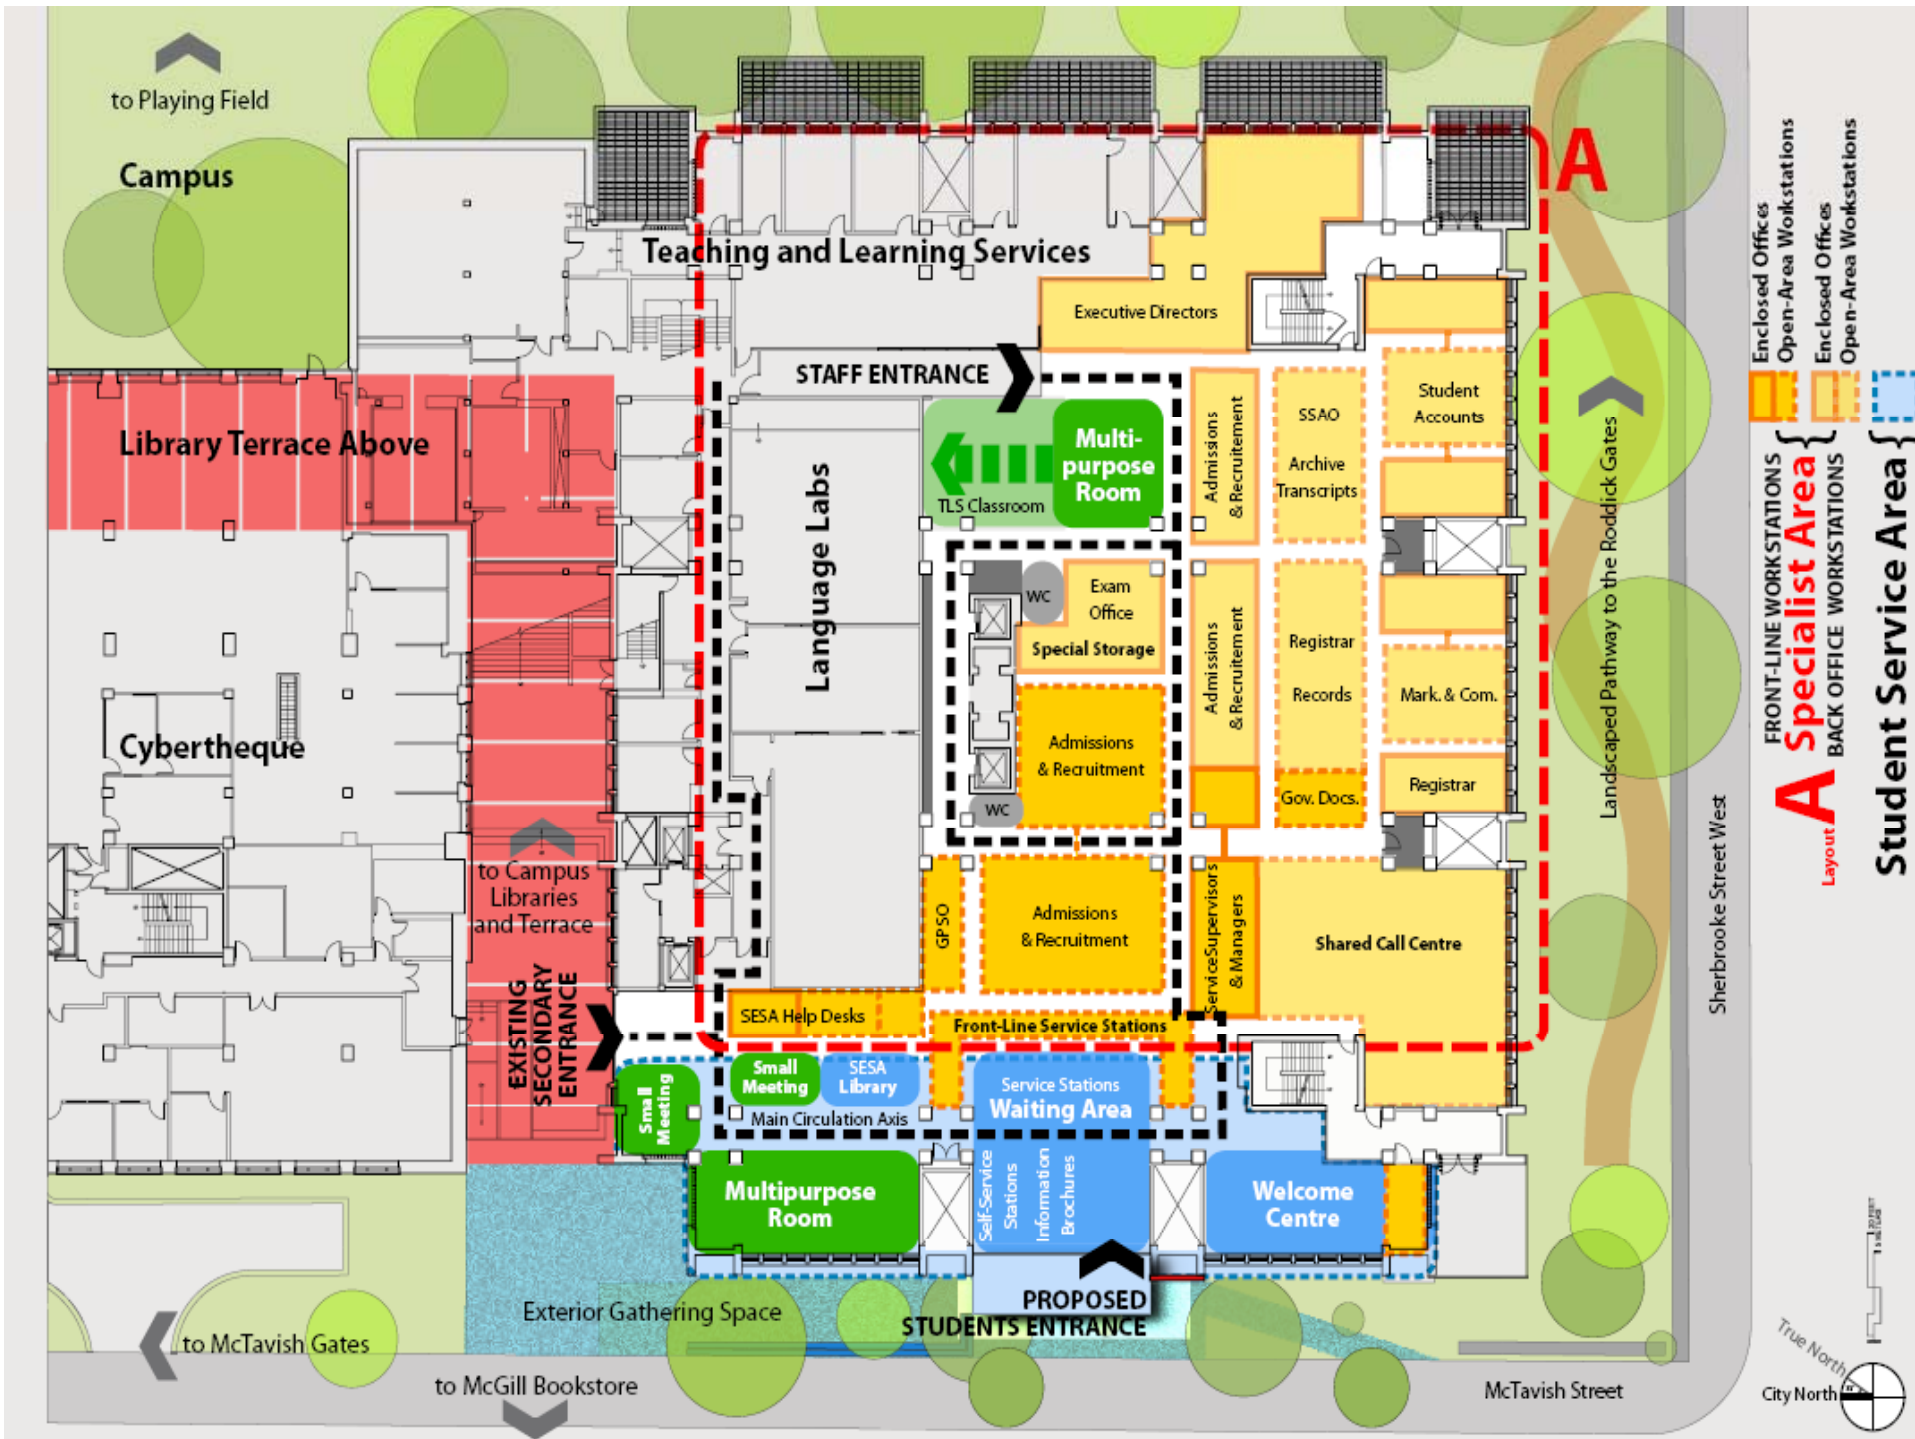 to Playing Field
Campus
A
Teaching and Learning Services
Executive Directors
STAFF ENTRANCE
Library Terrace Above
Multi-
purpose
Room
TLS Classroom
Language Labs
Admissions
& Recruitement
SSAO
Archive
Transcripts
Student
Accounts
WC
Exam
Office
Special Storage
Admissions
& Recruitement
Registrar
Records
Mark. & Com.
Cybertheque
Admissions
& Recruitment
WC
Gov. Docs.
Registrar
to Campus
Libraries
and Terrace
GPSO
Admissions
& Recruitment
ServiceSupervisors
& Managers
Shared Call Centre
EXISTING
SECONDARY
ENTRANCE
SESA Help Desks
Front-Line Service Stations
Small
Meeting
Small
Meeting
SESA
Library
Service Stations
Waiting Area
Main Circulation Axis
Multipurpose
Room
Self-Service
Stations
Information
Brochures
Welcome
Centre
Exterior Gathering Space
PROPOSED
STUDENTS ENTRANCE
to McTavish Gates
to McGill Bookstore
McTavish Street
Landscaped Pathway to the Roddick Gates
Sherbrooke Street West
Enclosed Offices
Open-Area Workstations
Enclosed Offices
Open-Area Workstations
FRONT-LINE WORKSTATIONS {
Layout A Specialist Area
BACK OFFICE WORKSTATIONS {
Student Service Area {
True North
City North